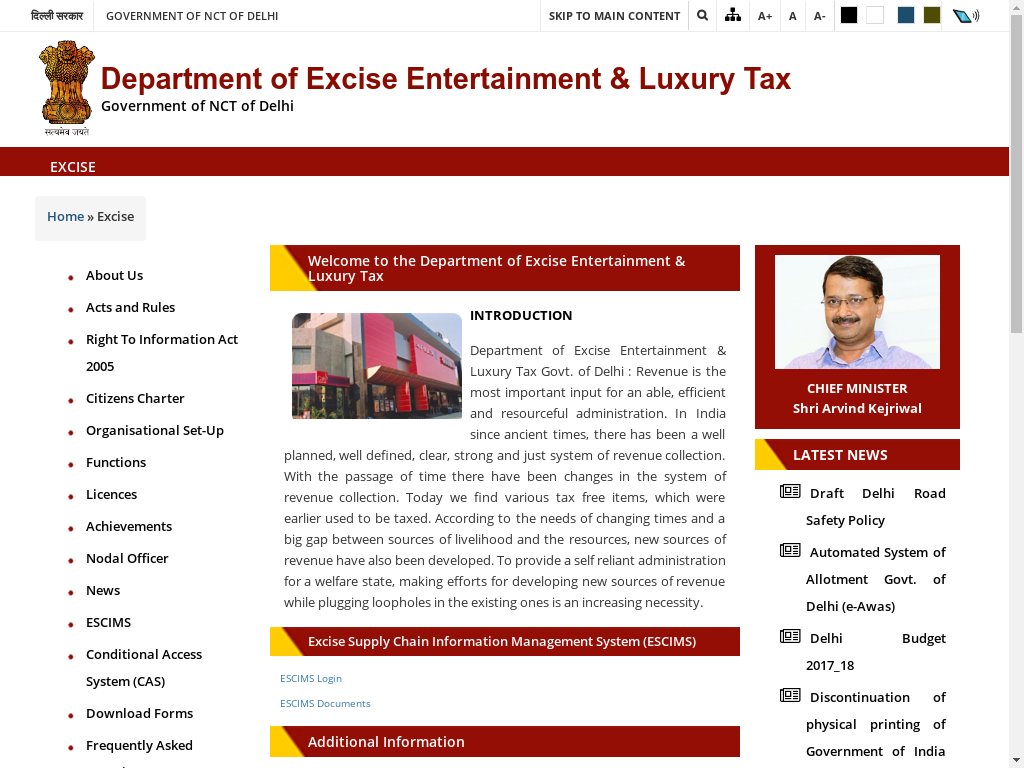 दिल्ली सरकार
GOVERNMENT OF NCT OF DELHI
SKIP TO MAIN CONTENT
A+
A
A-
सत्यमेव जयते
Department of Excise Entertainment & Luxury Tax
Government of NCT of Delhi
EXCISE
Home » Excise
About Us
Acts and Rules
Right To Information Act
2005
Citizens Charter
Organisational Set-Up
Functions
Licences
Achievements
Nodal Officer
News
ESCIMS
Conditional Access
System (CAS)
Download Forms
Frequently Asked
Welcome to the Department of Excise Entertainment &
Luxury Tax
INTRODUCTION
Department of Excise Entertainment &
Luxury Tax Govt. of Delhi : Revenue is the
most important input for an able, efficient
and resourceful administration. In India
since ancient times, there has been a well
planned, well defined, clear, strong and just system of revenue collection.
With the passage of time there have been changes in the system of
revenue collection. Today we find various tax free items, which were
earlier used to be taxed. According to the needs of changing times and a
big gap between sources of livelihood and the resources, new sources of
revenue have also been developed. To provide a self reliant administration
for a welfare state, making efforts for developing new sources of revenue
while plugging loopholes in the existing ones is an increasing necessity.
Excise Supply Chain Information Management System (ESCIMS)
ESCIMS Login
ESCIMS Documents
Additional Information
CHIEF MINISTER
Shri Arvind Kejriwal
LATEST NEWS
Draft Delhi Road
Safety Policy
Automated System of
Allotment Govt. of
Delhi (e-Awas)
Delhi Budget
2017_18
Discontinuation of
physical printing of
Government of India